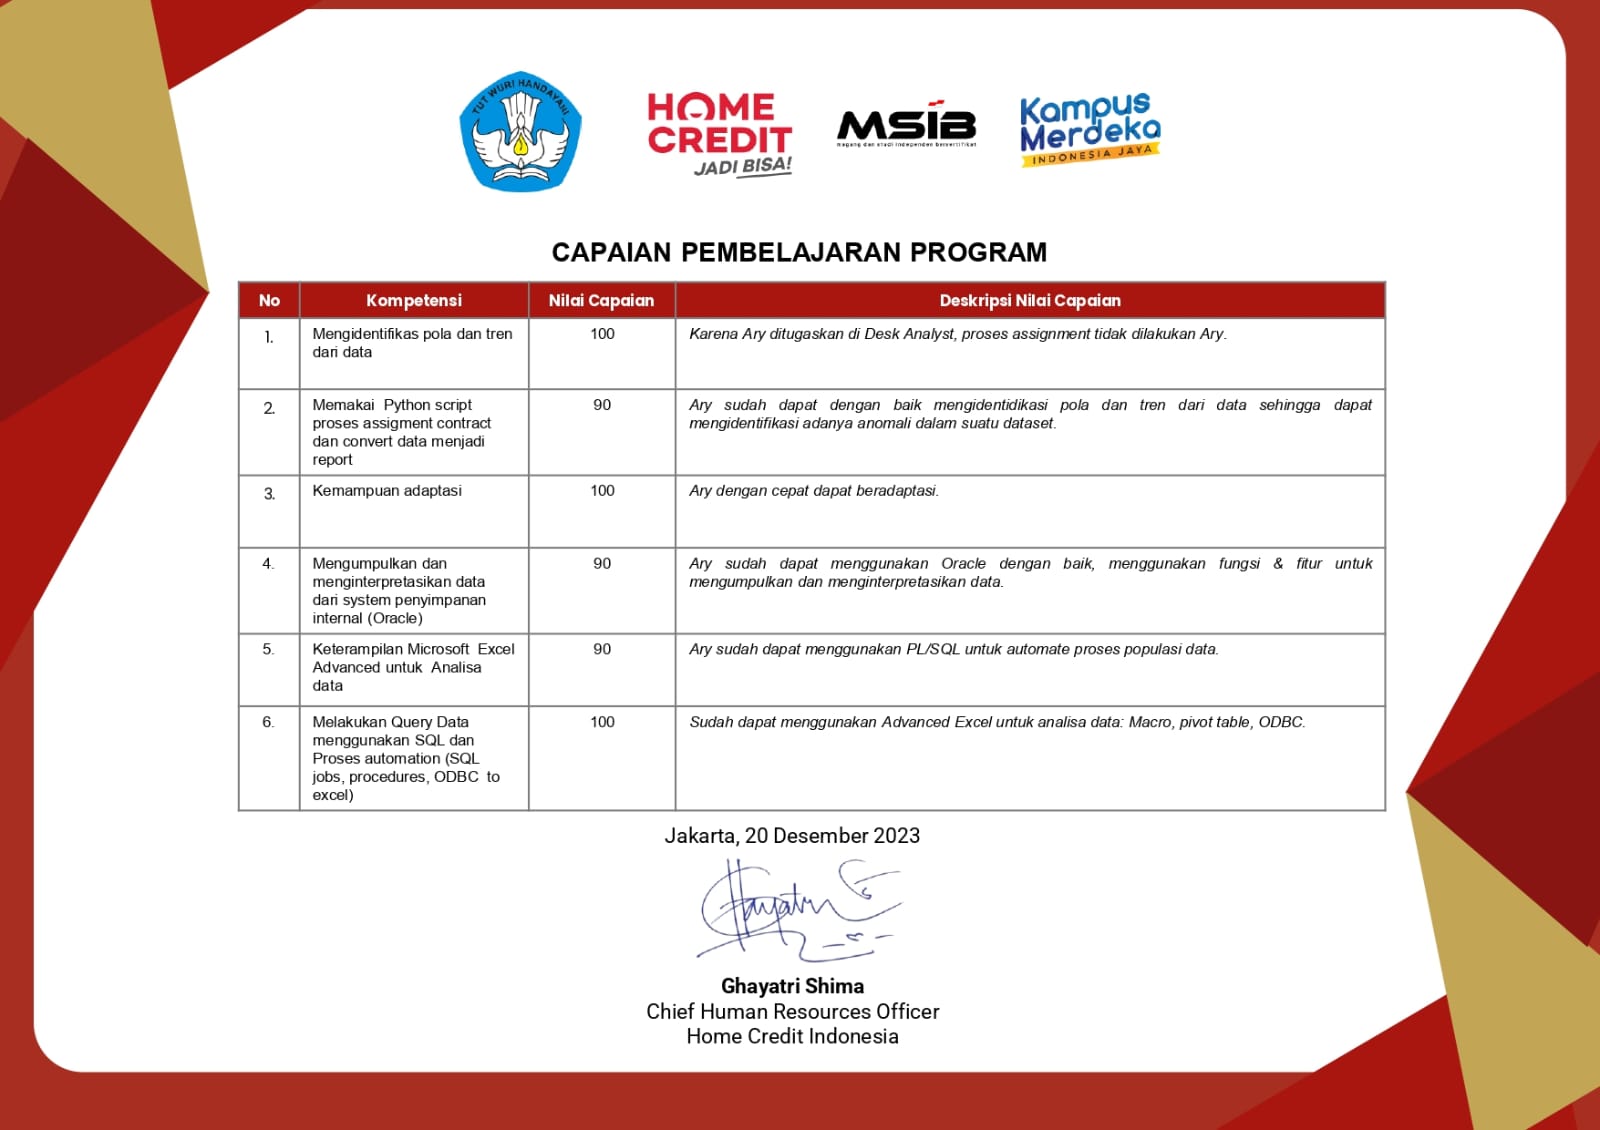 TUT WURI HANDAYANI
HOME
CREDIT
JADI BISA!
MSIB
magang dan studi independen bersertifikat
Kampus
Merdeka
INDONESIA JAYA
CAPAIAN PEMBELAJARAN PROGRAM
No Kompetensi Nilai Capaian Deskripsi Nilai Capaian
1. Mengidentifikas pola dan tren 100 Karena Ary ditugaskan di Desk Analyst, proses assignment tidak dilakukan Ary.
dari data
2. Memakai Python script 90 Ary sudah dapat dengan baik mengidentidikasi pola dan tren dari data sehingga dapat
proses assigment contract mengidentifikasi adanya anomali dalam suatu dataset.
dan convert data menjadi
report
3. Kemampuan adaptasi 100 Ary dengan cepat dapat beradaptasi.
4. Mengumpulkan dan 90 Ary sudah dapat menggunakan Oracle dengan baik, menggunakan fungsi & fitur untuk
menginterpretasikan data mengumpulkan dan menginterpretasikan data.
dari system penyimpanan
internal (Oracle)
5. Keterampilan Microsoft Excel 90 Ary sudah dapat menggunakan PL/SQL untuk automate proses populasi data.
Advanced untuk Analisa
data
6. Melakukan Query Data 100 Sudah dapat menggunakan Advanced Excel untuk analisa data: Macro, pivot table, ODBC.
menggunakan SQL dan
Proses automation (SQL
jobs, procedures, ODBC to
excel)
Jakarta, 20 Desember 2023
Ghayatri Shima
Chief Human Resources Officer
Home Credit Indonesia